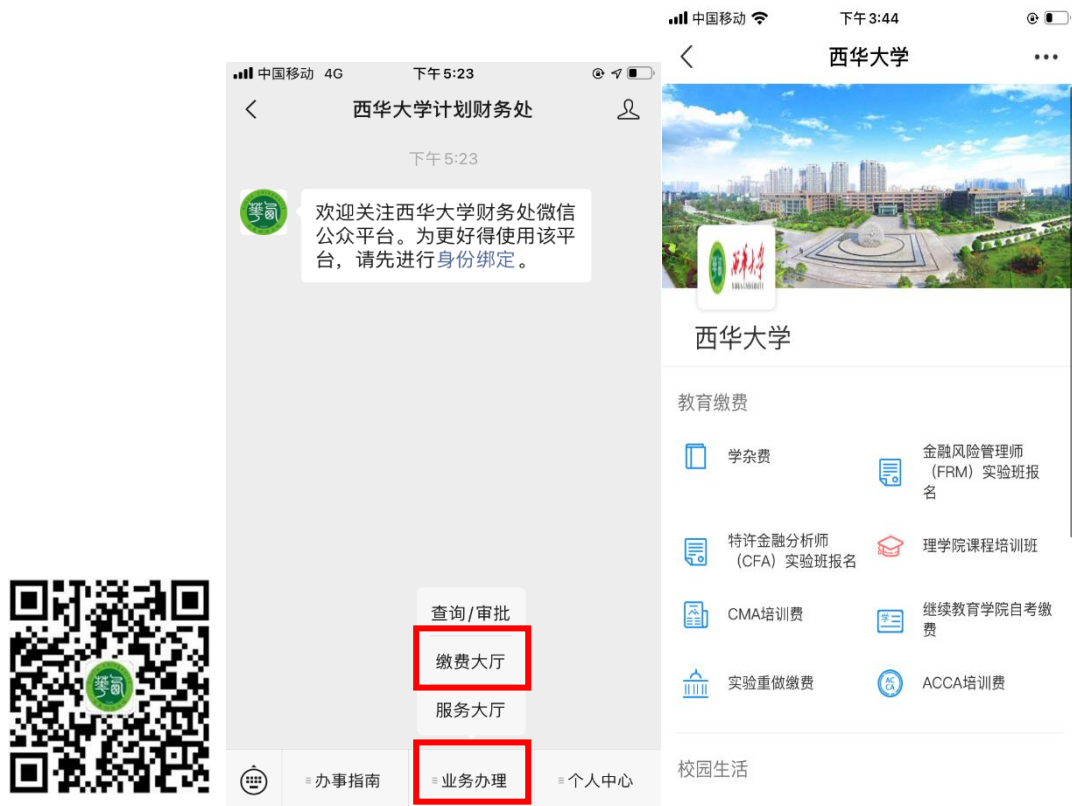 中国移动 4G 下午5:23
西华大学计划财务处
下午5:23
欢迎关注西华大学财务处微信
公众平台。为更好得使用该平
台，请先进行身份绑定。
查询/审批
缴费大厅
服务大厅
办事指南 业务办理 个人中心
中国移动 下午3:44
西华大学
西华大学
西华大学
教育缴费
学杂费
金融风险管理师
（FRM）实验班报
名
特许金融分析师
（CFA）实验班报名
理学院课程培训班
CMA培训费
继续教育学院自考缴
费
实验重做缴费
ACCA培训费
校园生活